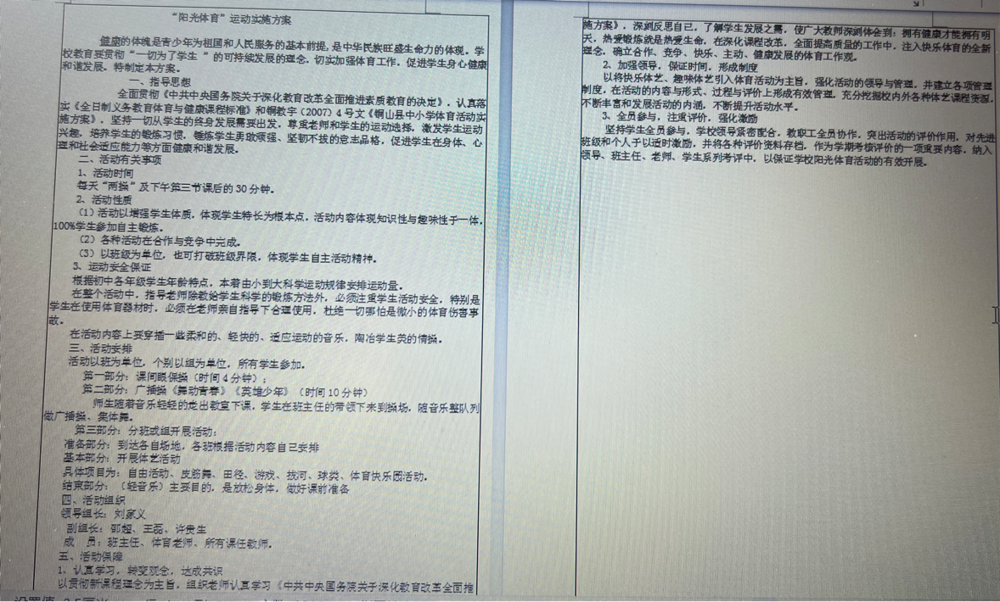 “阳光体育”运动实施方案
健康的体魄是青少年为祖国和人民服务的基本前提,是中华民族旺盛生命力的体现。学
校教育要贯彻“一切为了学生 ”的可持续发展的理念。切实加强体育工作，促进学生身心健康
和谐发展。特制定本方案。
一、指导思想
全面贯彻《中共中央国务院关于深化教育改革全面推进素质教育的决定》，认真落
实《全日制义务教育体育与健康课程标准》和铜教字（2007）4号文《铜山县中小学体育活动实
施方案》，坚持一切从学生的终身发展需要出发，尊重老师和学生的运动选择，激发学生运动
兴趣，培养学生的锻炼习惯，锤炼学生勇敢顽强、坚韧不拔的意志品格，促进学生在身体、心
理和社会适应能力等方面健康和谐发展。
二、活动有关事项
1、活动时间
每天“两操”及下午第三节课后的30分钟。
2、活动性质
（1）活动以增强学生体质，体现学生特长为根本点，活动内容体现知识性与趣味性于一体，
100%学生参加自主锻炼。
（2）各种活动在合作与竞争中完成。
（3）以班级为单位，也可打破班级界限，体现学生自主活动精神。
3、运动安全保证
根据初中各年级学生年龄特点，本着由小到大科学运动规律安排运动量。
在整个活动中，指导老师除教给学生科学的锻炼方法外，必须注重学生活动安全，特别是
学生在使用体育器材时，必须在老师亲自指导下合理使用，杜绝一切哪怕是微小的体育伤害事
故。
在活动内容上要穿插一些柔和的、轻快的、适应运动的音乐，陶冶学生美的情操。
三、活动安排
活动以班为单位，个别以组为单位，所有学生参加。
第一部分：课间眼保操（时间4分钟）；
第二部分：广播操《舞动青春》《英雄少年》（时间10分钟）
师生随着音乐轻轻的走出教室下课，学生在班主任的带领下来到操场，随音乐整队列
做广播操、集体舞。
第三部分：分班或组开展活动；
准备部分：到达各自场地，各班根据活动内容自己安排
基本部分：开展体艺活动
具体项目为：自由活动、皮筋舞、田径、游戏、拔河、球类、体育快乐园活动。
结束部分：（轻音乐）主要目的，是放松身体，做好课前准备
四、活动组织
领导组长：刘家义
副组长：邵超、王磊、许贵生
成 员：班主任、体育老师、所有课任教师。
五、活动保障
1、认真学习，转变观念，达成共识
以贯彻新课程理念为主旨，组织老师认真学习《中共中央国务院关于深化教育改革全面推
施方案》，深刻反思自己，了解学生发展之需，使广大教师深刻体会到：拥有健康才能拥有明
天，热爱锻炼就是热爱生命，在深化课程改革，全面提高质量的工作中，注入快乐体育的全新
理念，确立合作、竞争、快乐、主动、健康发展的体育工作观。
2、加强领导，保证时间，形成制度
以将快乐体艺、趣味体艺引入体育活动为主旨，强化活动的领导与管理，并建立各项管理
制度，在活动的内容与形式、过程与评价上形成有效管理，充分挖掘校内外各种体艺课程资源，
不断丰富和发展活动的内涵，不断提升活动水平。
3、全员参与，注重评价，强化激励
坚持学生全员参与，学校领导紧密配合，教职工全员协作，突出活动的评价作用，对先进
班级和个人予以适时激励，并将各种评价资料存档，作为学期考核评价的一项重要内容，纳入
领导、班主任、老师、学生系列考评中，以保证学校阳光体育活动的有效开展。